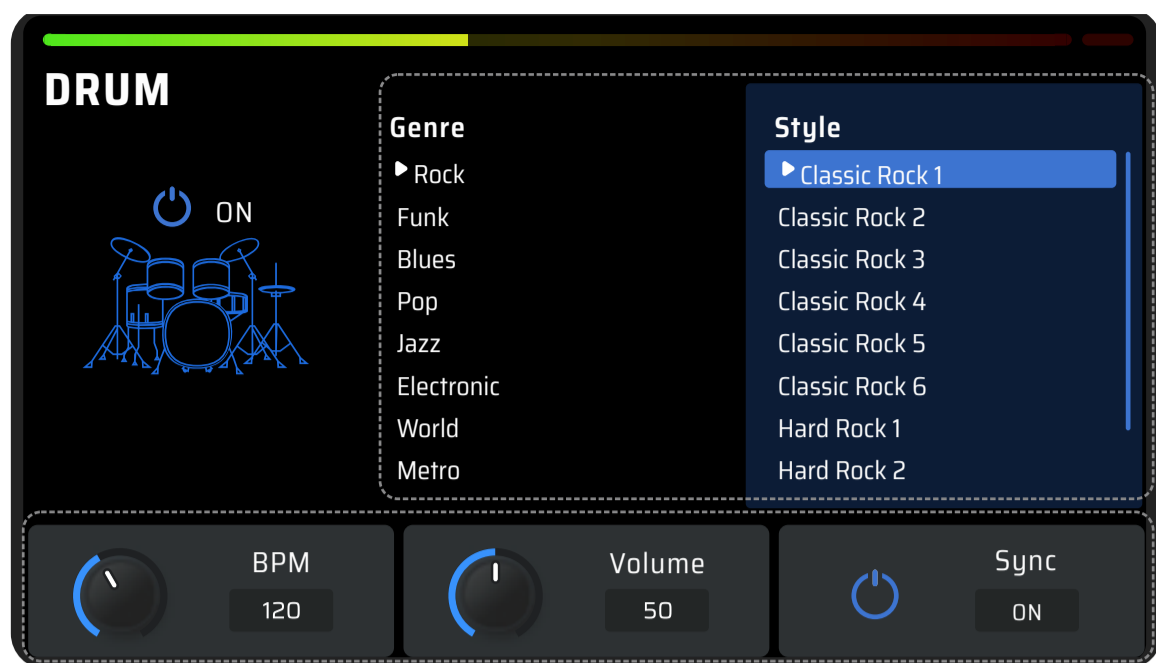 DRUM
ON
Genre
Rock
Funk
Blues
Pop
Jazz
Electronic
World
Metro
Style
Classic Rock 1
Classic Rock 2
Classic Rock 3
Classic Rock 4
Classic Rock 5
Classic Rock 6
Hard Rock 1
Hard Rock 2
BPM
120
Volume
50
Sync
ON